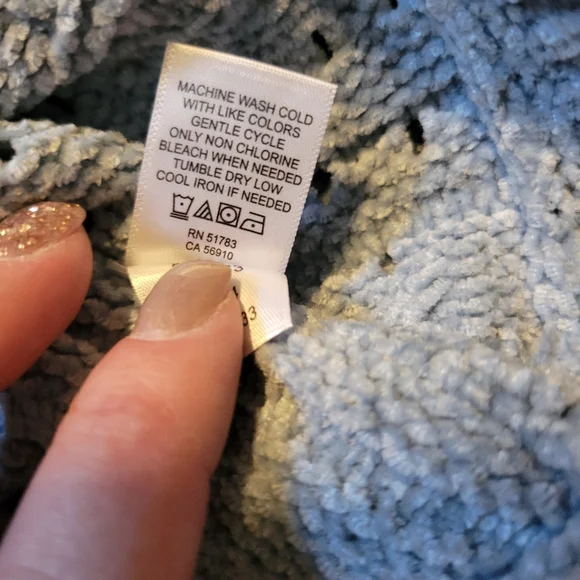 MACHINE WASH COLD
WITH LIKE COLORS
GENTLE CYCLE
ONLY NON CHLORINE
BLEACH WHEN NEEDED
TUMBLE DRY LOW
COOL IRON IF NEEDED
RN 51783
CA 56910